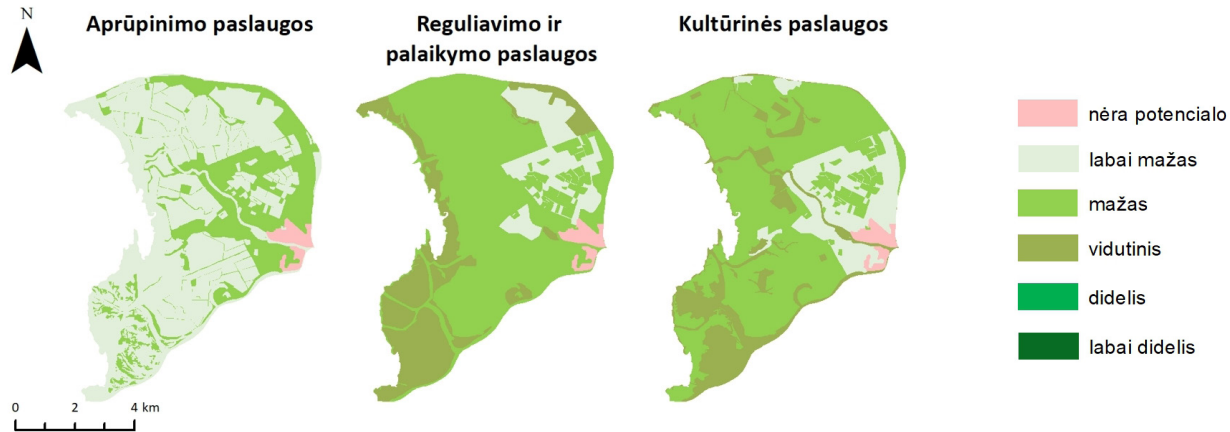 N
Aprūpinimo paslaugos
Reguliavimo ir
palaikymo paslaugos
Kultūrinės paslaugos
nėra potencialo
labai mažas
mažas
vidutinis
didelis
labai didelis
0 2 4 km